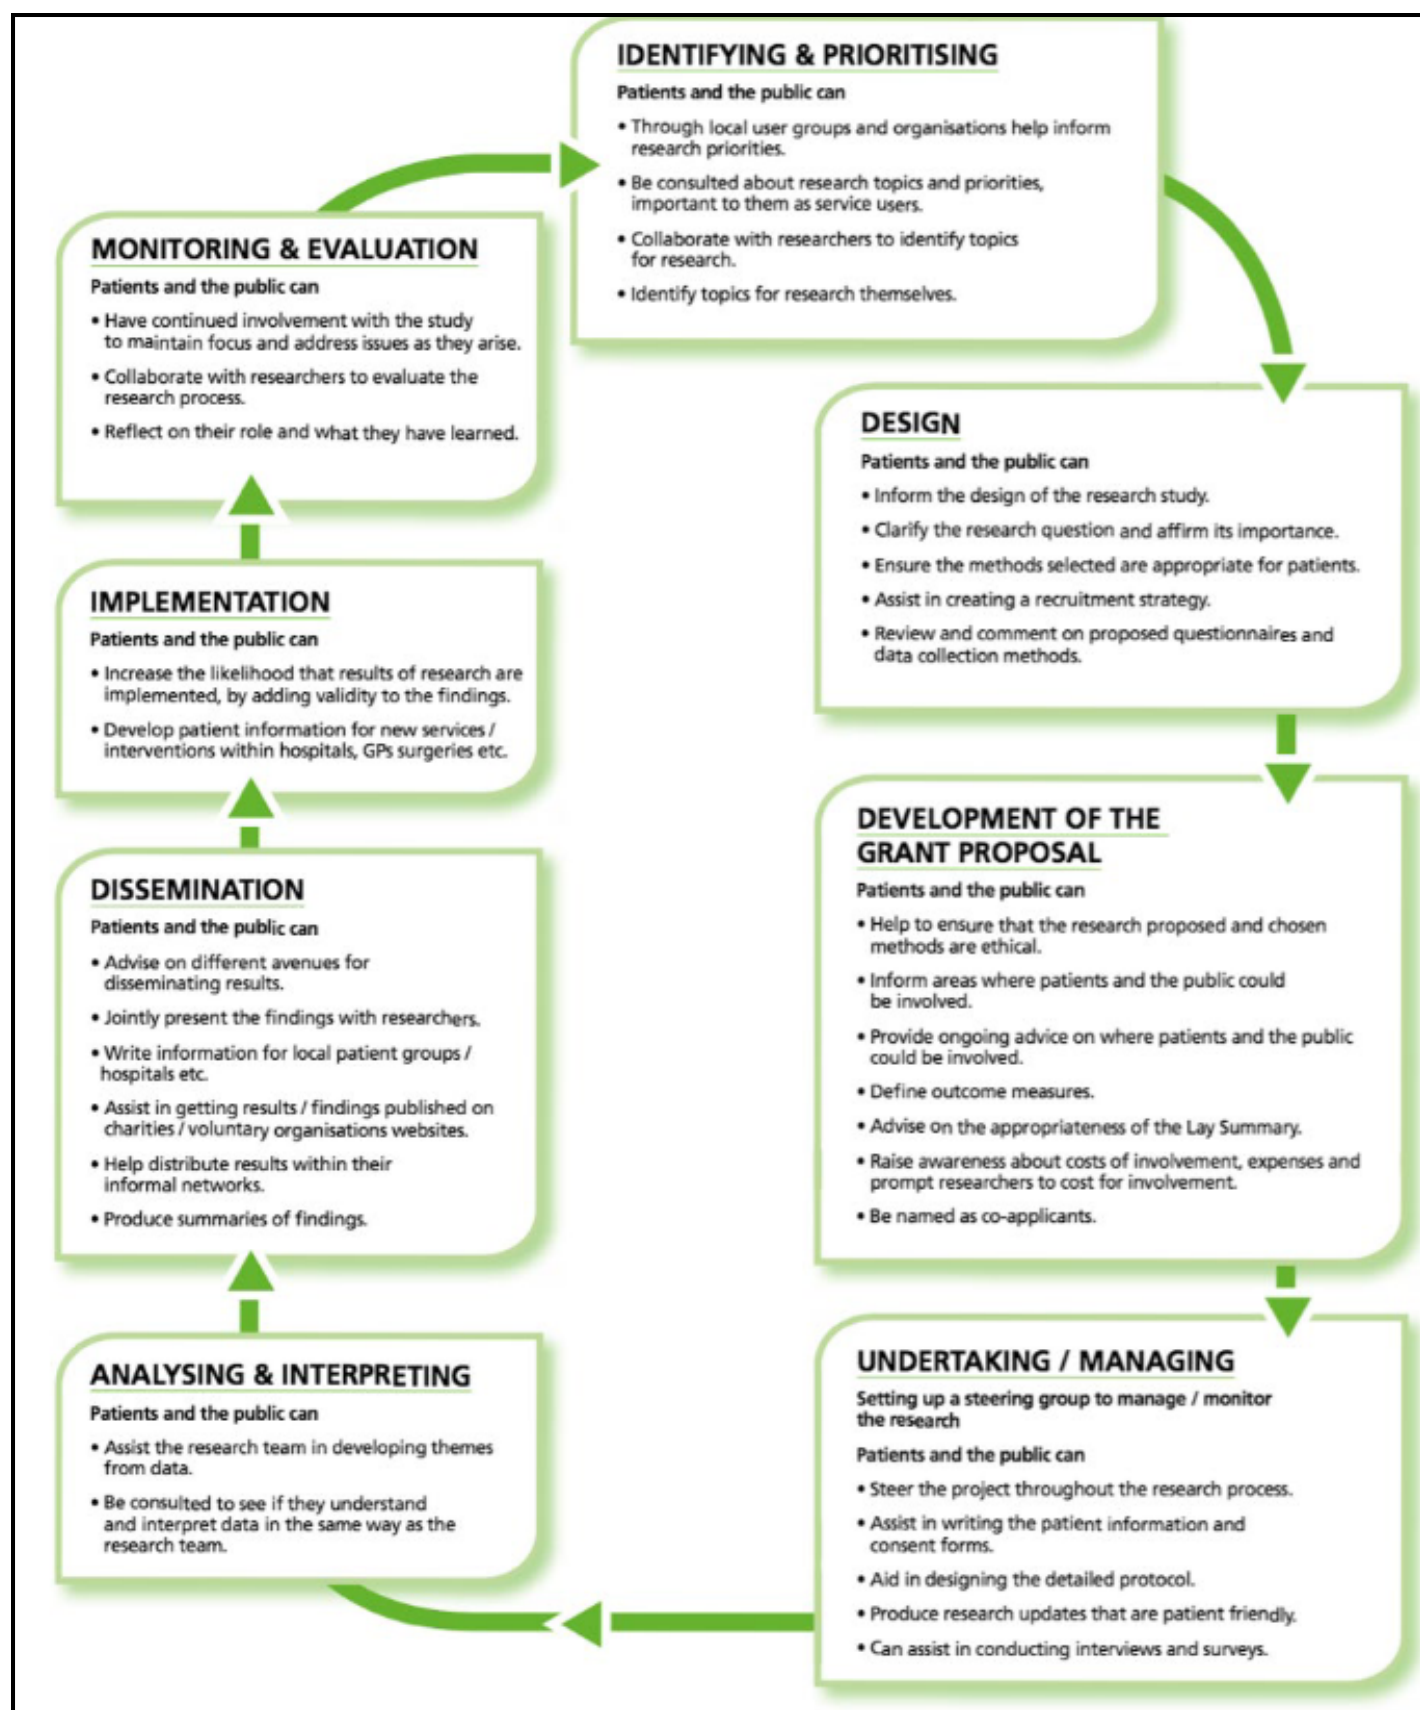 IDENTIFYING & PRIORITISING
Patients and the public can
• Through local user groups and organisations help inform
research priorities.
• Be consulted about research topics and priorities,
important to them as service users.
• Collaborate with researchers to identify topics
for research.
• Identify topics for research themselves.
DESIGN
Patients and the public can
• Inform the design of the research study.
• Clarify the research question and affirm its importance.
• Ensure the methods selected are appropriate for patients.
• Assist in creating a recruitment strategy.
• Review and comment on proposed questionnaires and
data collection methods.
DEVELOPMENT OF THE
GRANT PROPOSAL
Patients and the public can
• Help to ensure that the research proposed and chosen
methods are ethical.
• Inform areas where patients and the public could
be involved.
• Provide ongoing advice on where patients and the public
could be involved.
• Define outcome measures.
• Advise on the appropriateness of the Lay Summary.
• Raise awareness about costs of involvement, expenses and
prompt researchers to cost for involvement.
• Be named as co-applicants.
UNDERTAKING / MANAGING
Setting up a steering group to manage / monitor
the research
Patients and the public can
• Steer the project throughout the research process.
• Assist in writing the patient information and
consent forms.
• Aid in designing the detailed protocol.
• Produce research updates that are patient friendly.
• Can assist in conducting interviews and surveys.
ANALYSING & INTERPRETING
Patients and the public can
• Assist the research team in developing themes
from data.
• Be consulted to see if they understand
and interpret data in the same way as the
research team.
DISSEMINATION
Patients and the public can
• Advise on different avenues for
disseminating results.
• Jointly present the findings with researchers.
• Write information for local patient groups /
hospitals etc.
• Assist in getting results / findings published on
charities / voluntary organisations websites.
• Help distribute results within their
informal networks.
• Produce summaries of findings.
IMPLEMENTATION
Patients and the public can
• Increase the likelihood that results of research are
implemented, by adding validity to the findings.
• Develop patient information for new services /
interventions within hospitals, GPs surgeries etc.
MONITORING & EVALUATION
Patients and the public can
• Have continued involvement with the study
to maintain focus and address issues as they arise.
• Collaborate with researchers to evaluate the
research process.
• Reflect on their role and what they have learned.